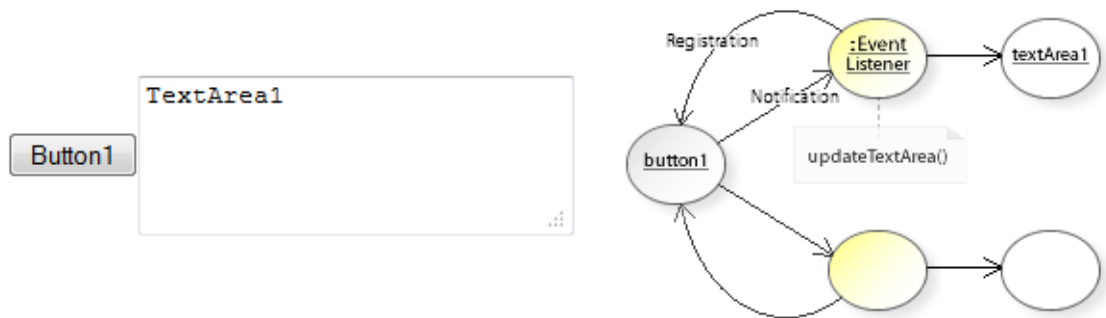 Button1
TextArea1
Registration
:Event
Listener
textArea1
Notification
button1
updateTextArea()